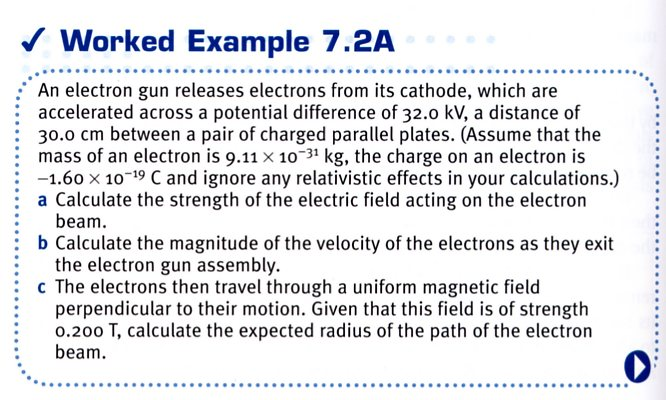 ✓ Worked Example 7.2A
An electron gun releases electrons from its cathode, which are
accelerated across a potential difference of 32.0 kV, a distance of
30.0 cm between a pair of charged parallel plates. (Assume that the
mass of an electron is 9.11 × 10⁻³¹ kg, the charge on an electron is
−1.60 × 10⁻¹⁹ C and ignore any relativistic effects in your calculations.)
a Calculate the strength of the electric field acting on the electron
beam.
b Calculate the magnitude of the velocity of the electrons as they exit
the electron gun assembly.
c The electrons then travel through a uniform magnetic field
perpendicular to their motion. Given that this field is of strength
0.200 T, calculate the expected radius of the path of the electron
beam.